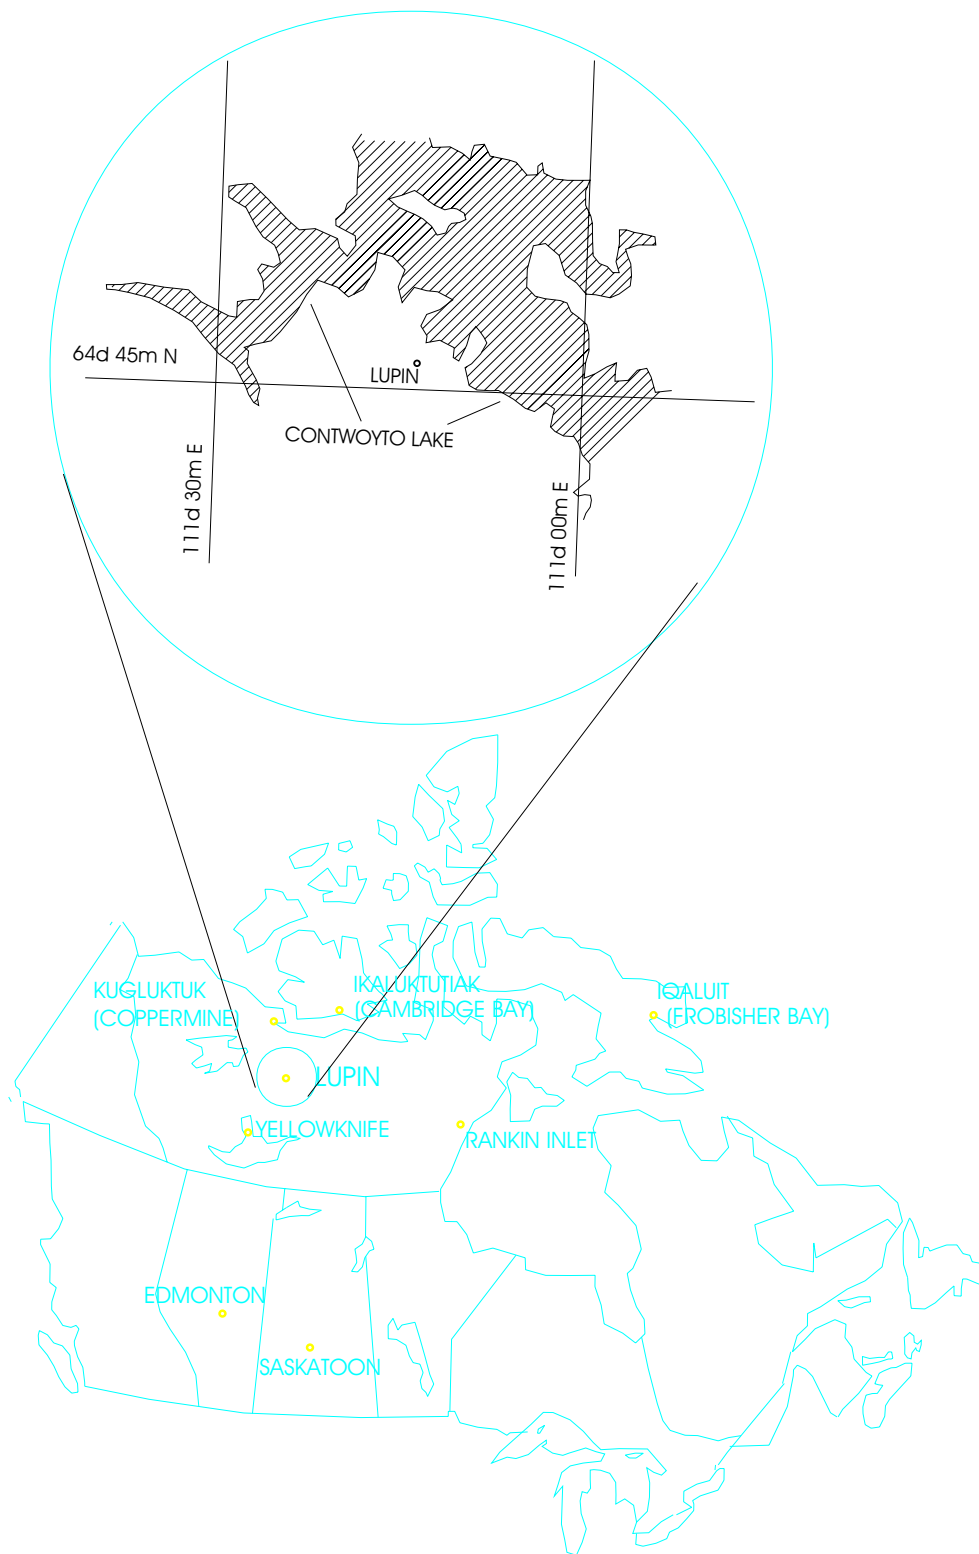 64d 45m N
LUPIN
CONTWOYTO LAKE
111d 30m E
111d 00m E
KUGLUKTUK
(COPPERMINE)
IKALUKTUTIAK
(CAMBRIDGE BAY)
IQALUIT
(FROBISHER BAY)
LUPIN
YELLOWKNIFE
RANKIN INLET
EDMONTON
SASKATOON